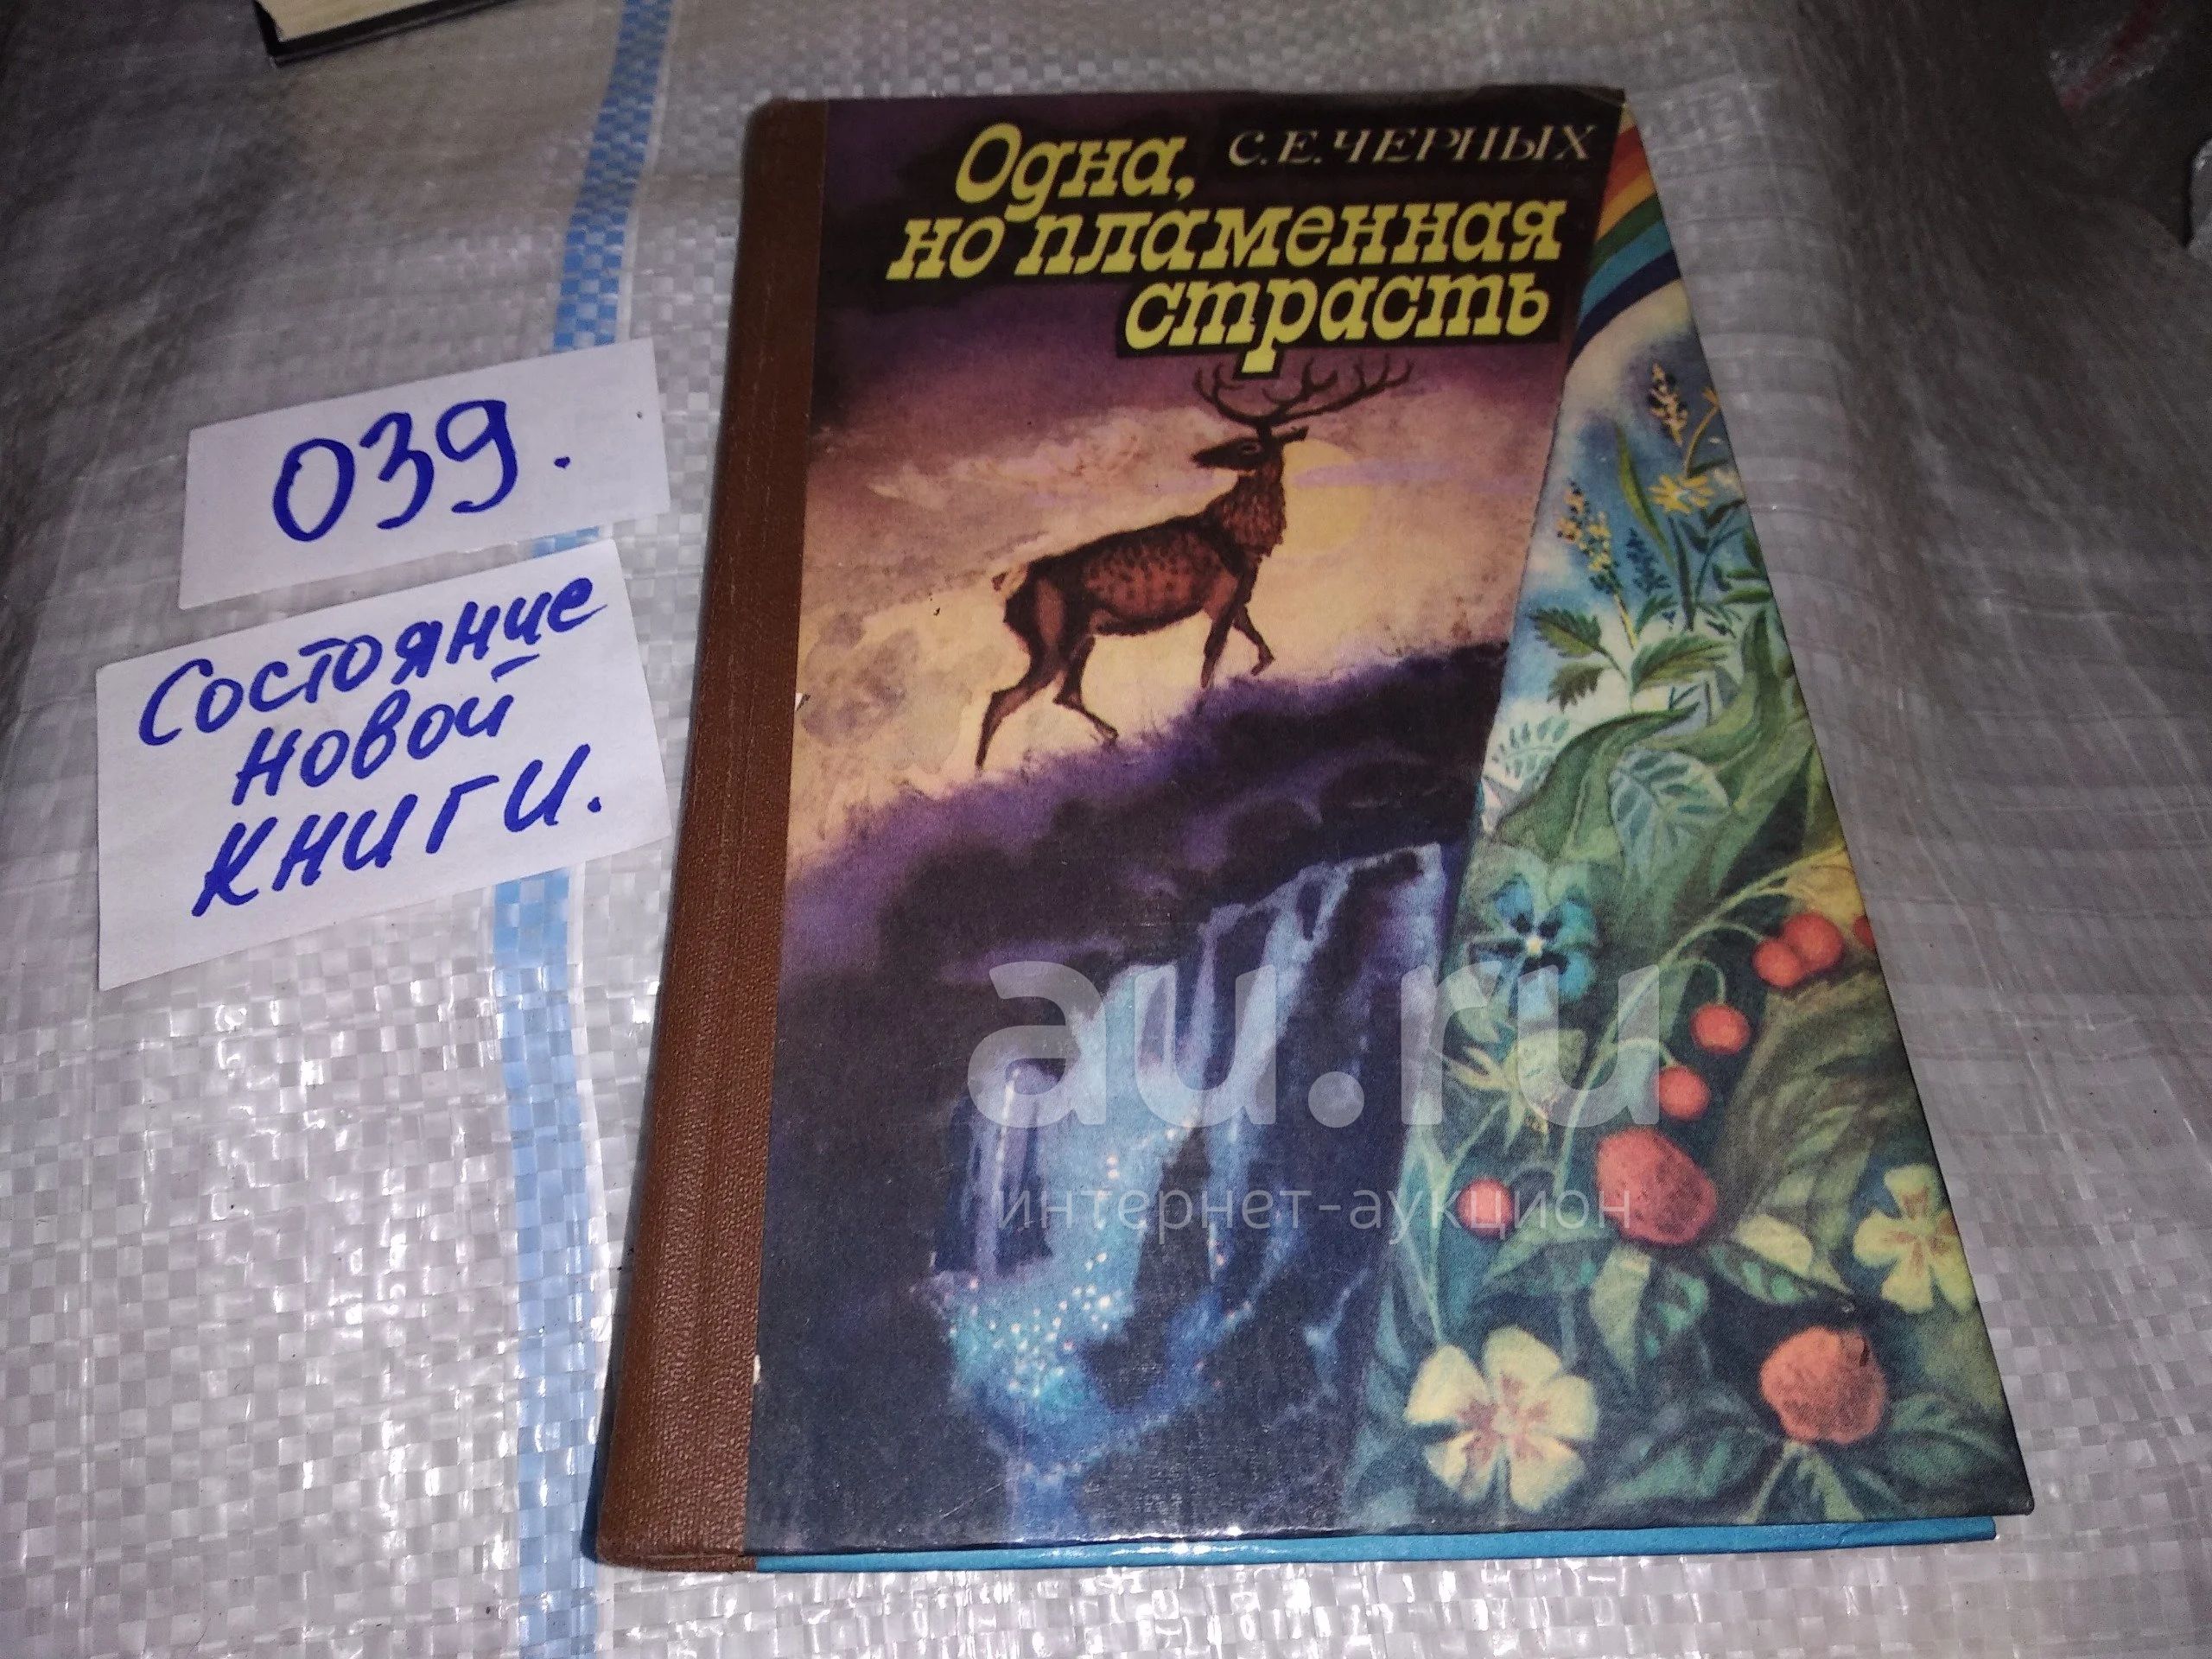 Одна,
С.Е.ЧЕРНЫХ
но пламенная
страсть
039.
Состояние
новой
книги.
au.ru
интернет-аукцион